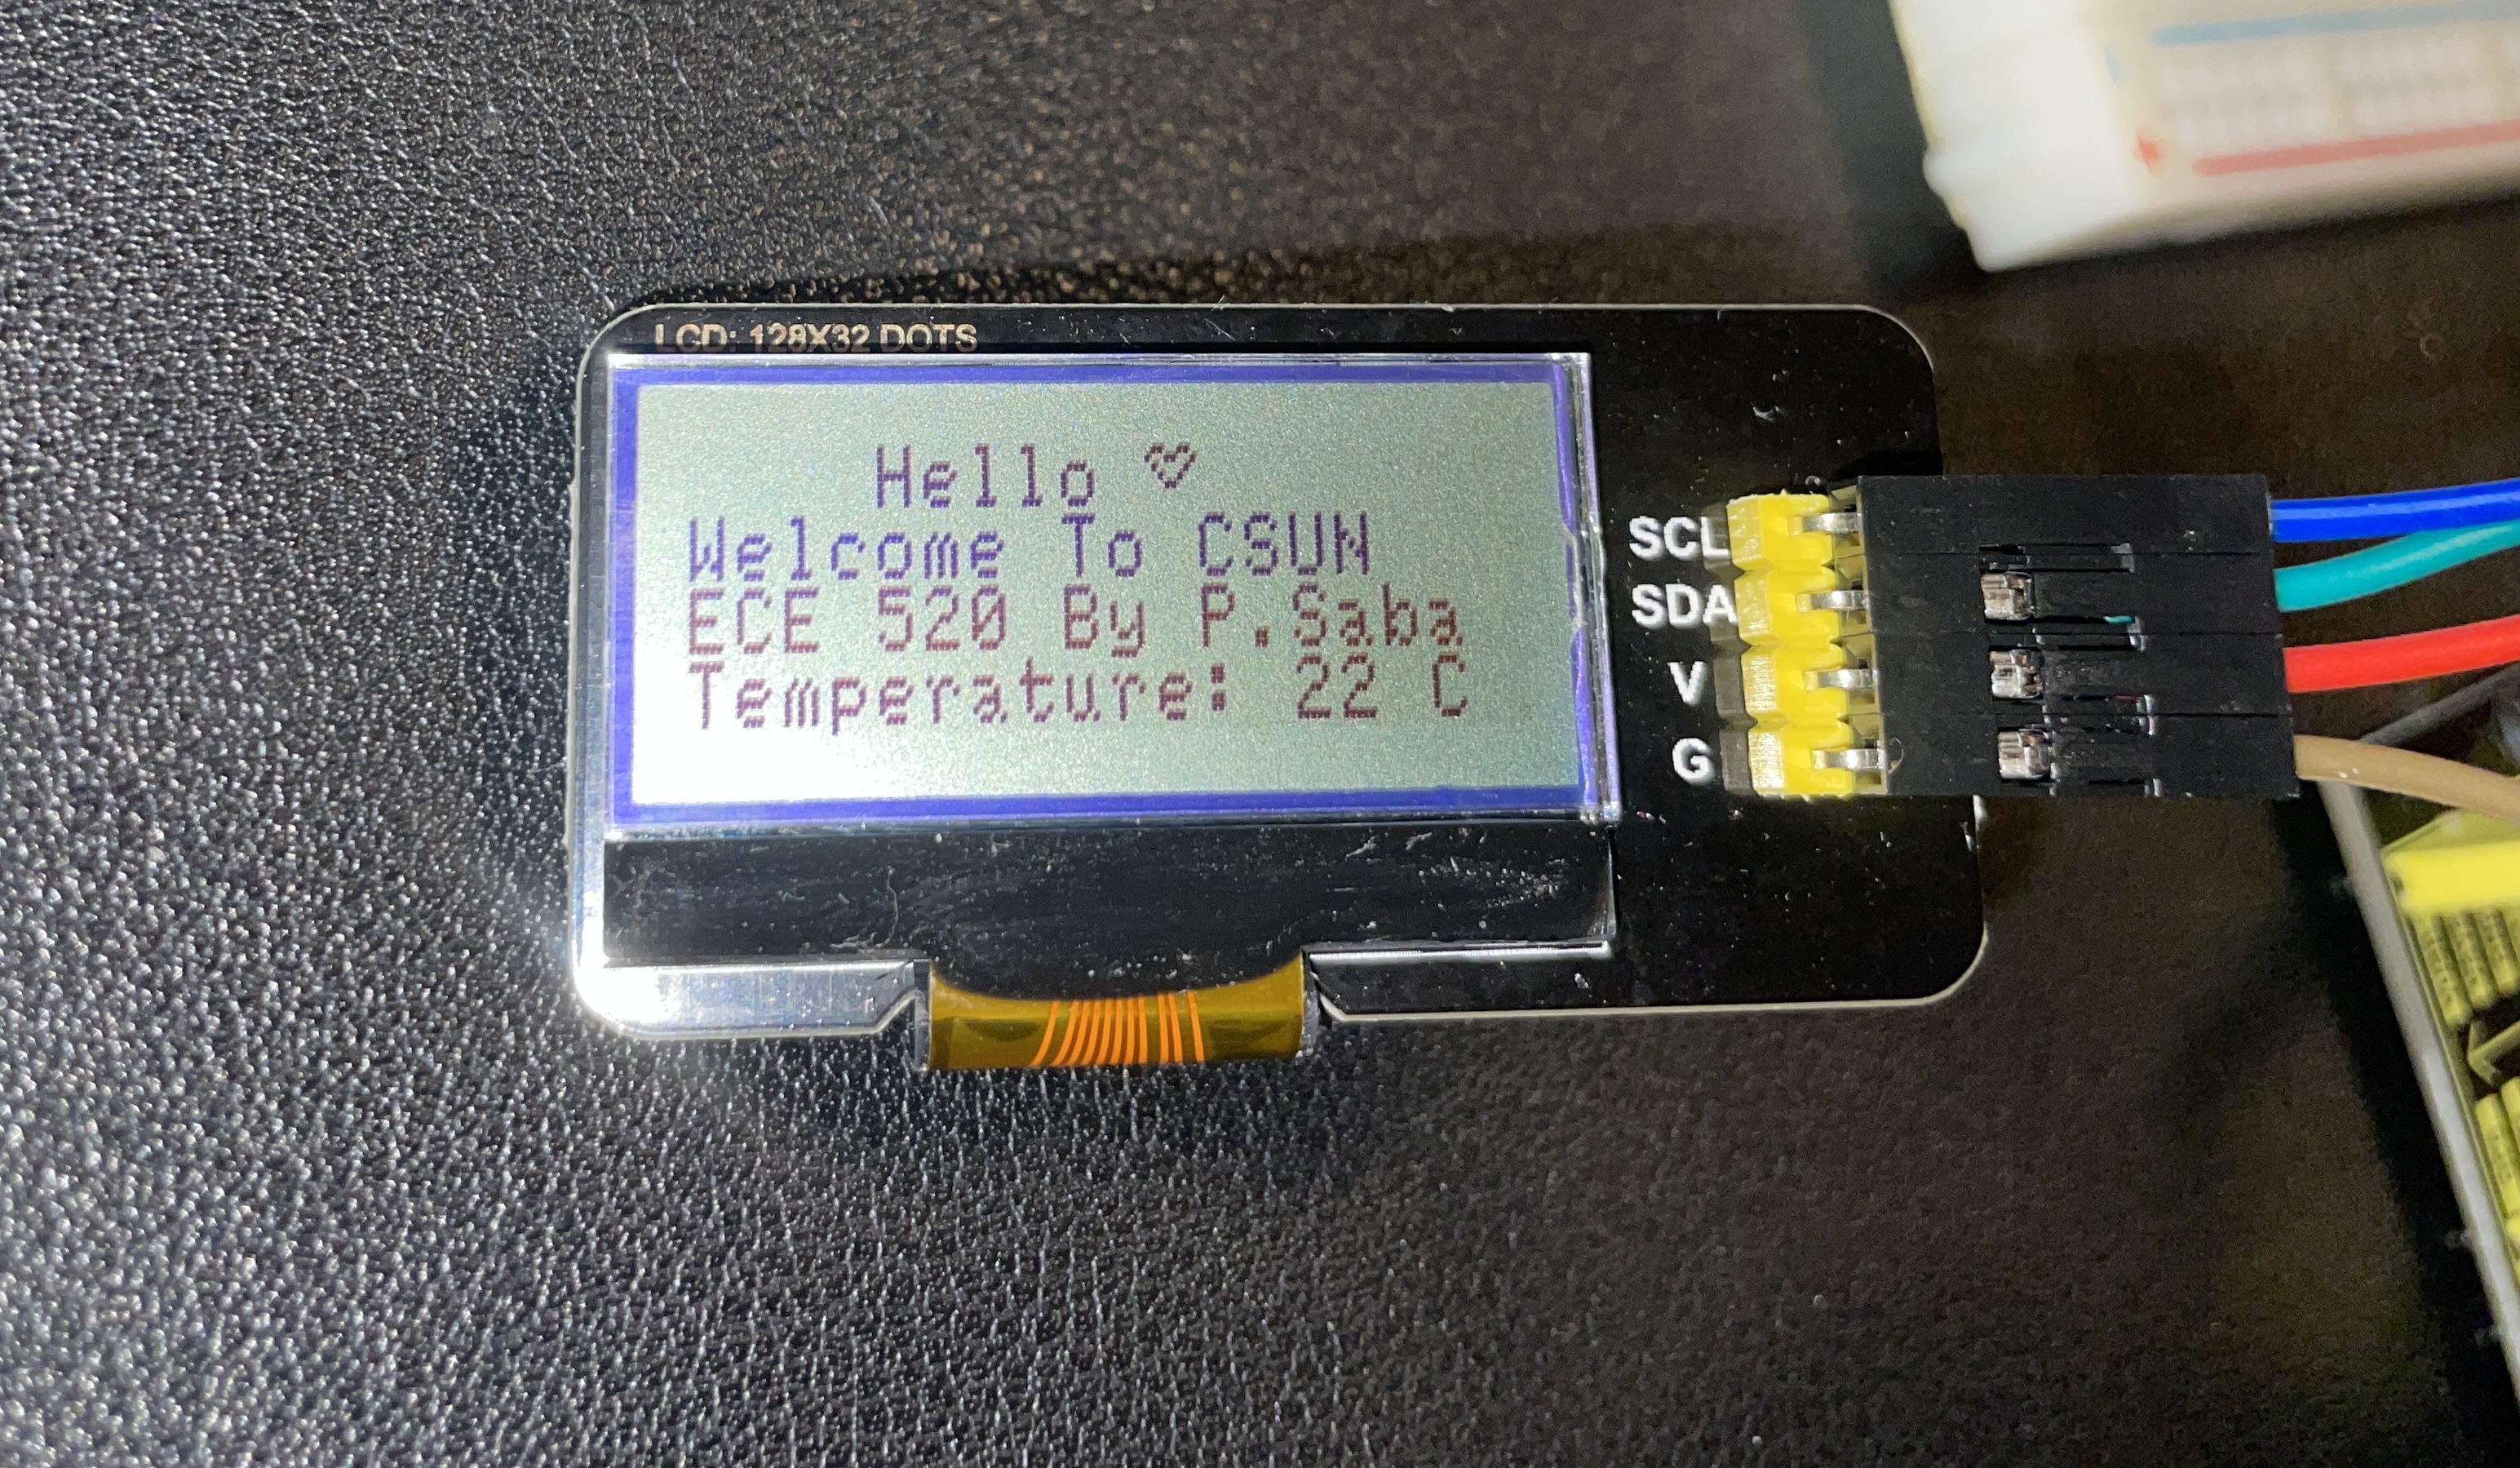 LCD: 128X32 DOTS
Hello ♡
Welcome To CSUN
ECE 520 By P.Saba
Temperature: 22 C
SCL
SDA
V
G